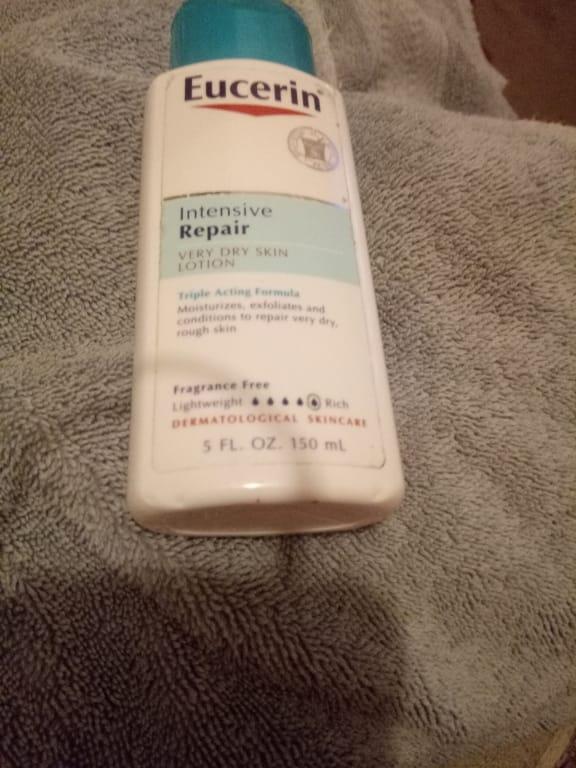 Eucerin
Intensive
Repair
VERY DRY SKIN
LOTION
Triple Acting Formula
Moisturizes, exfoliates and
conditions to repair very dry,
rough skin
Fragrance Free
Lightweight Rich
DERMATOLOGICAL SKINCARE
5 FL. OZ. 150 mL